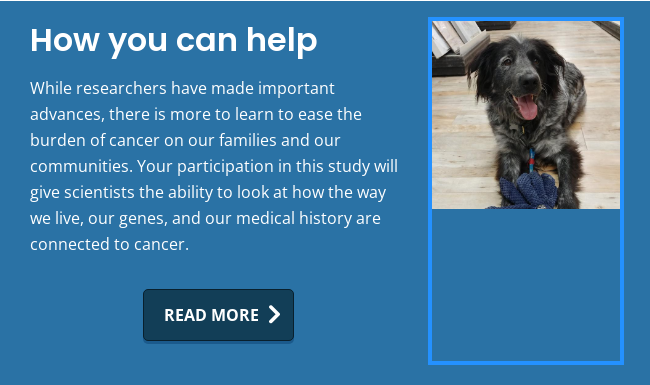 How you can help
While researchers have made important
advances, there is more to learn to ease the
burden of cancer on our families and our
communities. Your participation in this study will
give scientists the ability to look at how the way
we live, our genes, and our medical history are
connected to cancer.
READ MORE